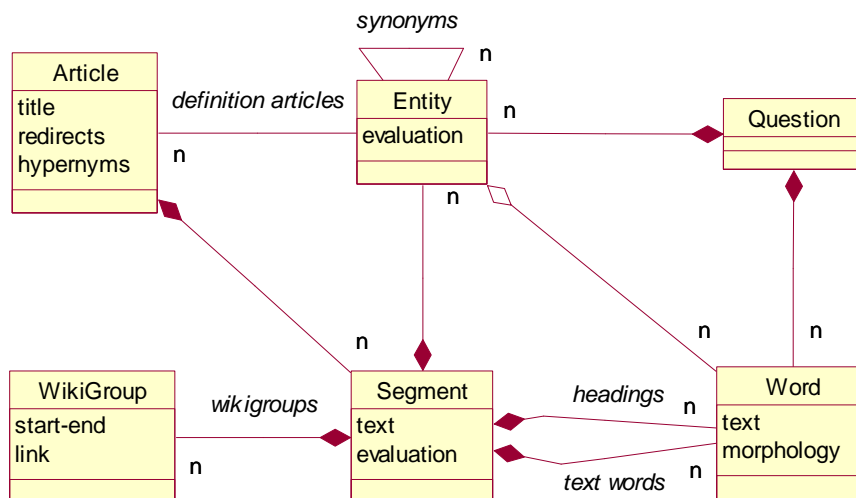 synonyms
n
Article
title
redirects
hypernyms
definition articles
n
Entity
evaluation
n
n
Question
n
n
n
WikiGroup
start-end
link
wikigroups
n
Segment
text
evaluation
headings
n
text words
n
Word
text
morphology